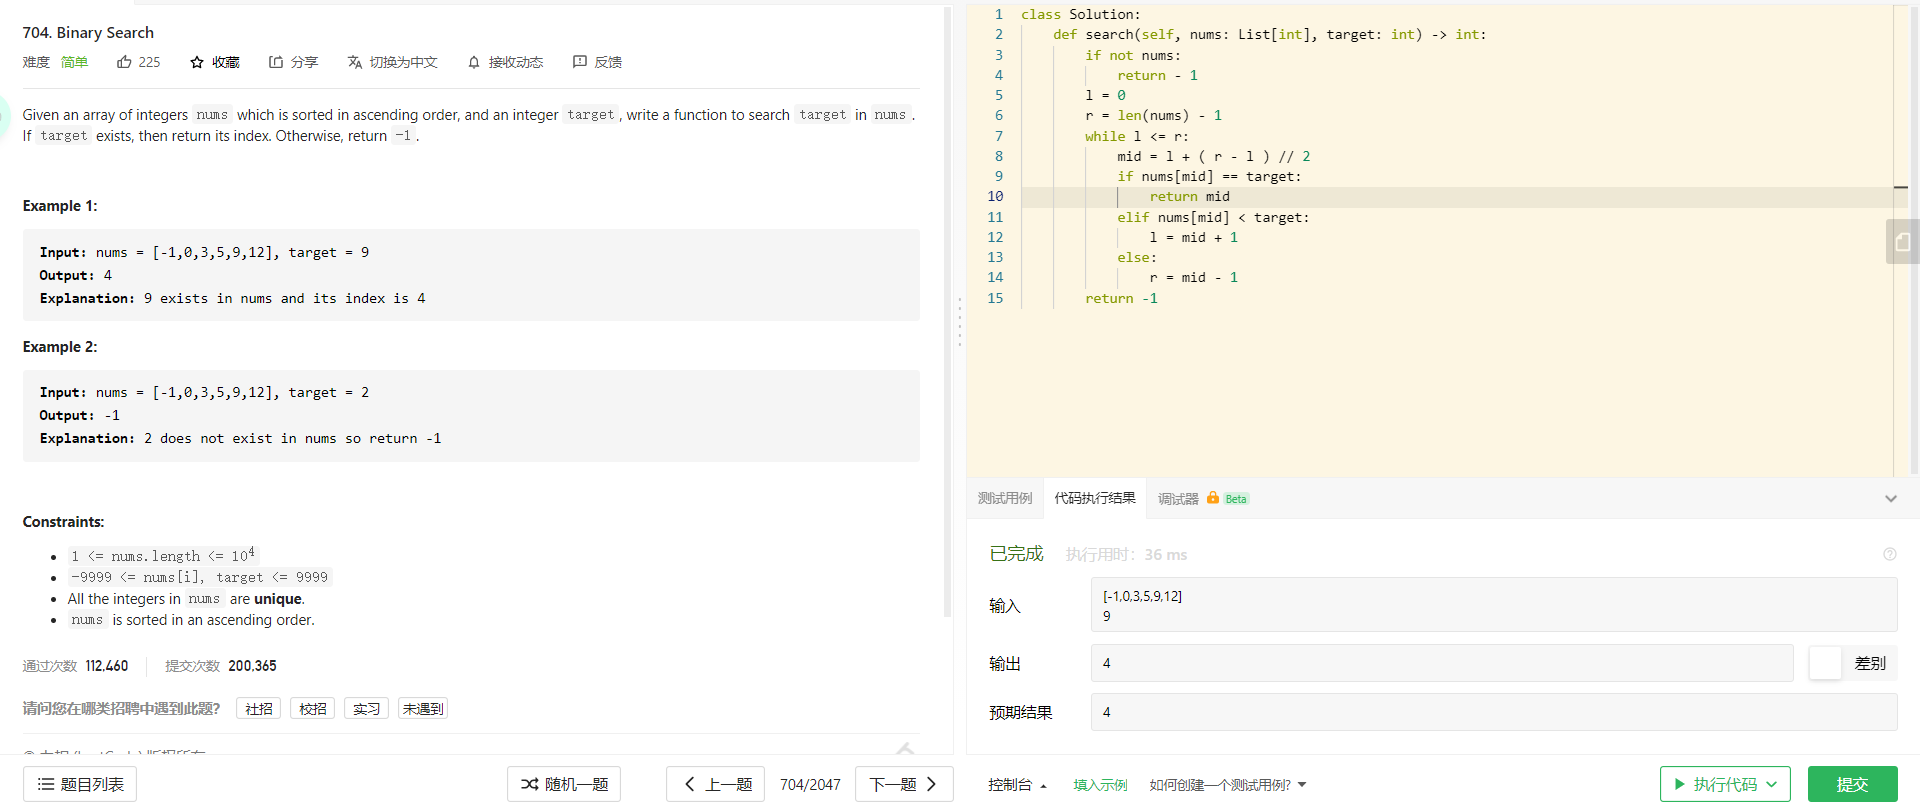 704. Binary Search
难度 简单 225 收藏 分享 切换为中文 接收动态 反馈
Given an array of integers nums which is sorted in ascending order, and an integer target, write a function to search target in nums.
If target exists, then return its index. Otherwise, return -1.
Example 1:
Input: nums = [-1,0,3,5,9,12], target = 9
Output: 4
Explanation: 9 exists in nums and its index is 4
Example 2:
Input: nums = [-1,0,3,5,9,12], target = 2
Output: -1
Explanation: 2 does not exist in nums so return -1
Constraints:
1 <= nums.length <= 10⁴
-9999 <= nums[i], target <= 9999
All the integers in nums are unique.
nums is sorted in an ascending order.
通过次数 112,460 提交次数 200,365
请问您在哪类招聘中遇到此题? 社招 校招 实习 未遇到
题目列表 随机一题 上一题 704/2047 下一题
1 class Solution:
2 def search(self, nums: List[int], target: int) -> int:
3 if not nums:
4 return - 1
5 l = 0
6 r = len(nums) - 1
7 while l <= r:
8 mid = l + ( r - l ) // 2
9 if nums[mid] == target:
10 return mid
11 elif nums[mid] < target:
12 l = mid + 1
13 else:
14 r = mid - 1
15 return -1
测试用例 代码执行结果 调试器 Beta
已完成 执行用时: 36 ms
输入
[-1,0,3,5,9,12]
9
输出 4 差别
预期结果 4
控制台 填入示例 如何创建一个测试用例? 执行代码 提交